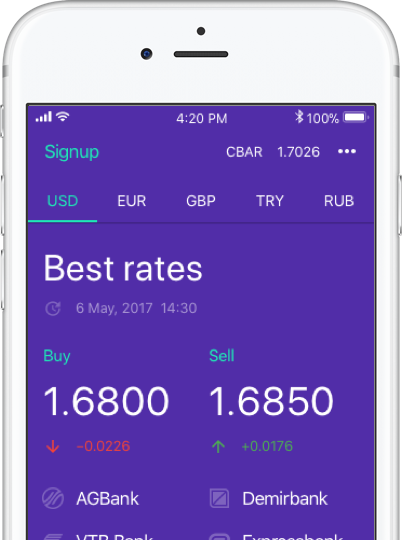 4:20 PM 100%
Signup CBAR 1.7026 •••
USD EUR GBP TRY RUB
Best rates
6 May, 2017 14:30
Buy Sell
1.6800 1.6850
−0.0226 +0.0176
AGBank Demirbank
VTB Bank Expressbank